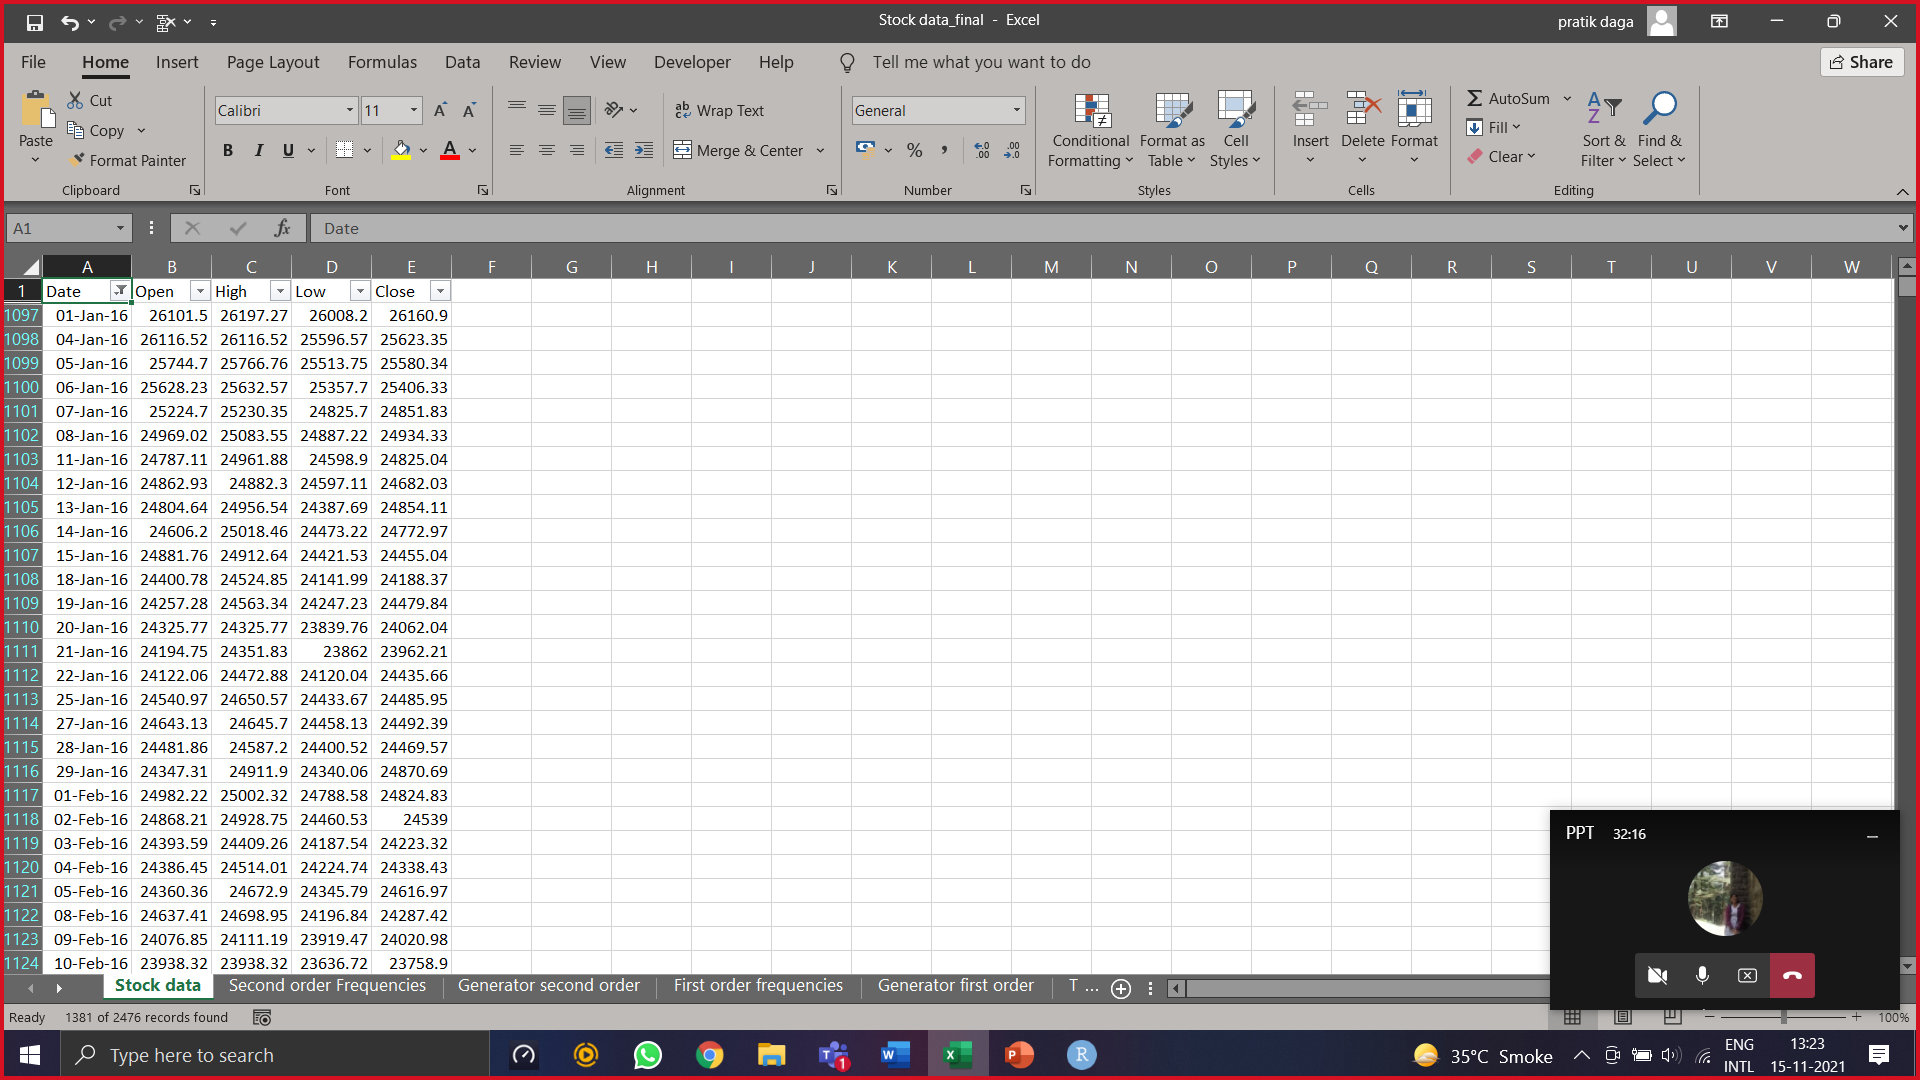 Stock data_final - Excel
pratik daga
File Home Insert Page Layout Formulas Data Review View Developer Help Tell me what you want to do Share
Paste
Cut
Copy
Format Painter
Clipboard
Calibri 11
B I U
Font
Wrap Text
Merge & Center
Alignment
General
Number
Conditional Formatting
Format as Table
Cell Styles
Styles
Insert Delete Format
Cells
AutoSum
Fill
Clear
Sort & Filter
Find & Select
Editing
A1 fx Date
A B C D E F G H I J K L M N O P Q R S T U V W
1 Date Open High Low Close
1097 01-Jan-16 26101.5 26197.27 26008.2 26160.9
1098 04-Jan-16 26116.52 26116.52 25596.57 25623.35
1099 05-Jan-16 25744.7 25766.76 25513.75 25580.34
1100 06-Jan-16 25628.23 25632.57 25357.7 25406.33
1101 07-Jan-16 25224.7 25230.35 24825.7 24851.83
1102 08-Jan-16 24969.02 25083.55 24887.22 24934.33
1103 11-Jan-16 24787.11 24961.88 24598.9 24825.04
1104 12-Jan-16 24862.93 24882.3 24597.11 24682.03
1105 13-Jan-16 24804.64 24956.54 24387.69 24854.11
1106 14-Jan-16 24606.2 25018.46 24473.22 24772.97
1107 15-Jan-16 24881.76 24912.64 24421.53 24455.04
1108 18-Jan-16 24400.78 24524.85 24141.99 24188.37
1109 19-Jan-16 24257.28 24563.34 24247.23 24479.84
1110 20-Jan-16 24325.77 24325.77 23839.76 24062.04
1111 21-Jan-16 24194.75 24351.83 23862 23962.21
1112 22-Jan-16 24122.06 24472.88 24120.04 24435.66
1113 25-Jan-16 24540.97 24650.57 24433.67 24485.95
1114 27-Jan-16 24643.13 24645.7 24458.13 24492.39
1115 28-Jan-16 24481.86 24587.2 24400.52 24469.57
1116 29-Jan-16 24347.31 24911.9 24340.06 24870.69
1117 01-Feb-16 24982.22 25002.32 24788.58 24824.83
1118 02-Feb-16 24868.21 24928.75 24460.53 24539
1119 03-Feb-16 24393.59 24409.26 24187.54 24223.32
1120 04-Feb-16 24386.45 24514.01 24224.74 24338.43
1121 05-Feb-16 24360.36 24672.9 24345.79 24616.97
1122 08-Feb-16 24637.41 24698.95 24196.84 24287.42
1123 09-Feb-16 24076.85 24111.19 23919.47 24020.98
1124 10-Feb-16 23938.32 23938.32 23636.72 23758.9
PPT 32:16
Stock data Second order Frequencies Generator second order First order frequencies Generator first order T ...
Ready 1381 of 2476 records found 100%
Type here to search
35°C Smoke
ENG
INTL
13:23
15-11-2021